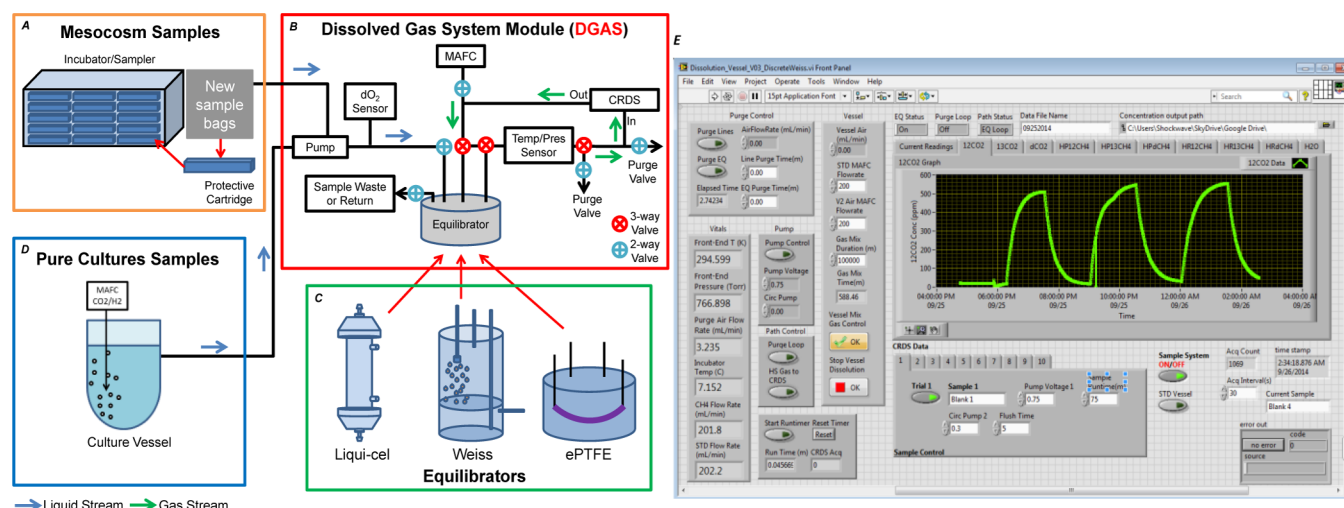 A
Mesocosm Samples
Incubator/Sampler
New
sample
bags
Protective
Cartridge
B
Dissolved Gas System Module (DGAS)
MAFC
dO2
Sensor
Out
CRDS
In
Pump
Temp/Pres
Sensor
Purge
Valve
Sample Waste
or Return
Purge
Valve
Equilibrator
3-way
Valve
2-way
Valve
D
Pure Cultures Samples
MAFC
CO2/H2
Culture Vessel
C
Liqui-cel
Weiss
ePTFE
Equilibrators
Liquid Stream
Gas Stream
E
Dissolution_Vessel_V03_DiscreteWeiss.vi Front Panel
File Edit View Project Operate Tools Window Help
15pt Application Font
Search
Purge Control
Purge Lines
AirFlowRate (mL/min)
0.00
Purge EQ
Line Purge Time(m)
0.00
Elapsed Time
EQ Purge Time(m)
2.74234
0.00
Vessel
Vessel Air
(mL/min)
0.00
STD MAFC
Flowrate
200
V2 Air MAFC
Flowrate
200
Gas Mix
Duration (m)
100000
Gas Mix
Time(m)
588.46
Vessel Mix
Gas Control
OK
Stop Vessel
Dissolution
OK
Vitals
Front-End T (K)
294.599
Front-End
Pressure (Torr)
766.898
Purge Air Flow
Rate (mL/min)
3.235
Incubator
Temp (C)
7.152
CH4 Flow Rate
(mL/min)
201.8
STD Flow Rate
(mL/min)
202.2
Pump
Pump Control
Pump Voltage
0.75
Circ Pump
0.00
Path Control
Purge Loop
HS Gas to
CRDS
Start Runtimer
Reset Timer
Reset
Run Time (m)
CRDS Acq
0
EQ Status
Purge Loop
Path Status
Data File Name
Concentration output path
On
Off
EQ Loop
09252014
C:\Users\Shockwave\SkyDrive\Google Drive\
Current Readings 12CO2 13CO2 dCO2 HP12CH4 HP13CH4 HPdCH4 HR12CH4 HR13CH4 HRdCH4 H2O
12CO2 Graph
12CO2 Data
12CO2 Conc (ppm)
600
500
400
300
200
100
0
04:00:00 PM 06:00:00 PM 08:00:00 PM 10:00:00 PM 12:00:00 AM 02:00:00 AM 04:00:00 A
09/25 09/25 09/25 09/25 09/26 09/26 09/26
Time
CRDS Data
1 2 3 4 5 6 7 8 9 10
Trial 1
Sample 1
Blank 1
Pump Voltage 1
0.75
Sample
Runtime(m)
75
Circ Pump 2
0.3
Flush Time
5
Sample Control
Sample System
ON/OFF
STD Vessel
Acq Count
1069
time stamp
2:34:18.876 AM
9/26/2014
Acq Interval(s)
30
Current Sample
Blank 4
error out
no error
code
0
source